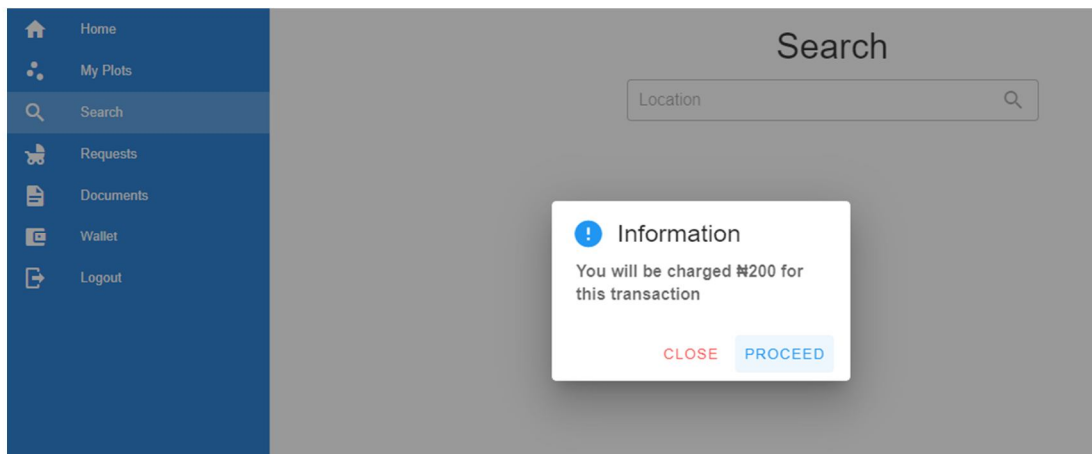 Home
My Plots
Search
Requests
Documents
Wallet
Logout
Search
Location
Information
You will be charged ₦200 for
this transaction
CLOSE PROCEED